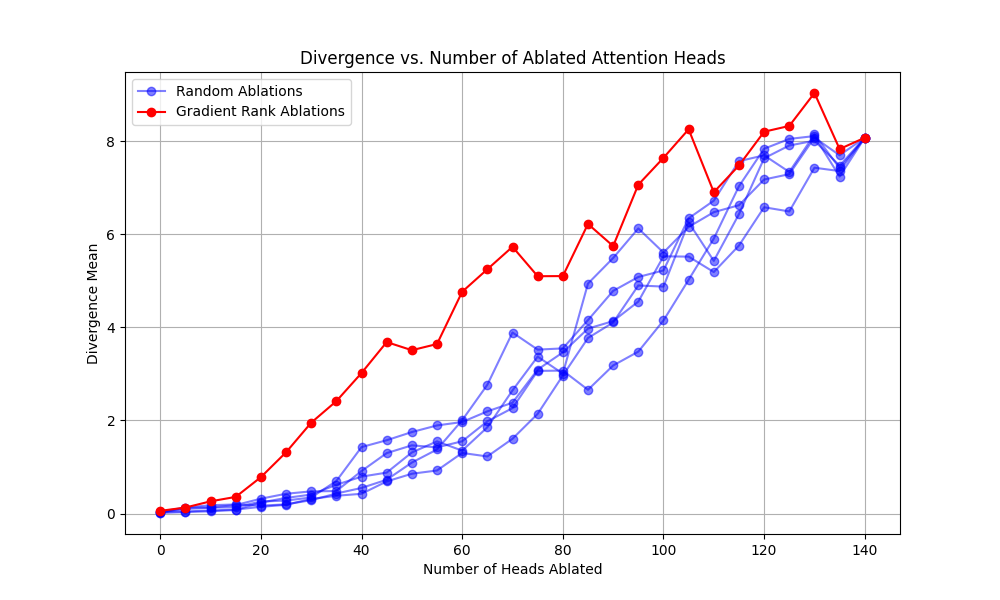 Divergence vs. Number of Ablated Attention Heads
Random Ablations
Gradient Rank Ablations
Divergence Mean
8
6
4
2
0
0 20 40 60 80 100 120 140
Number of Heads Ablated